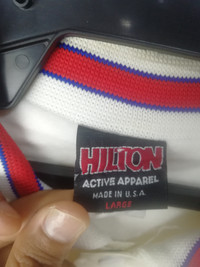 HILTON
ACTIVE APPAREL
MADE IN U.S.A.
LARGE